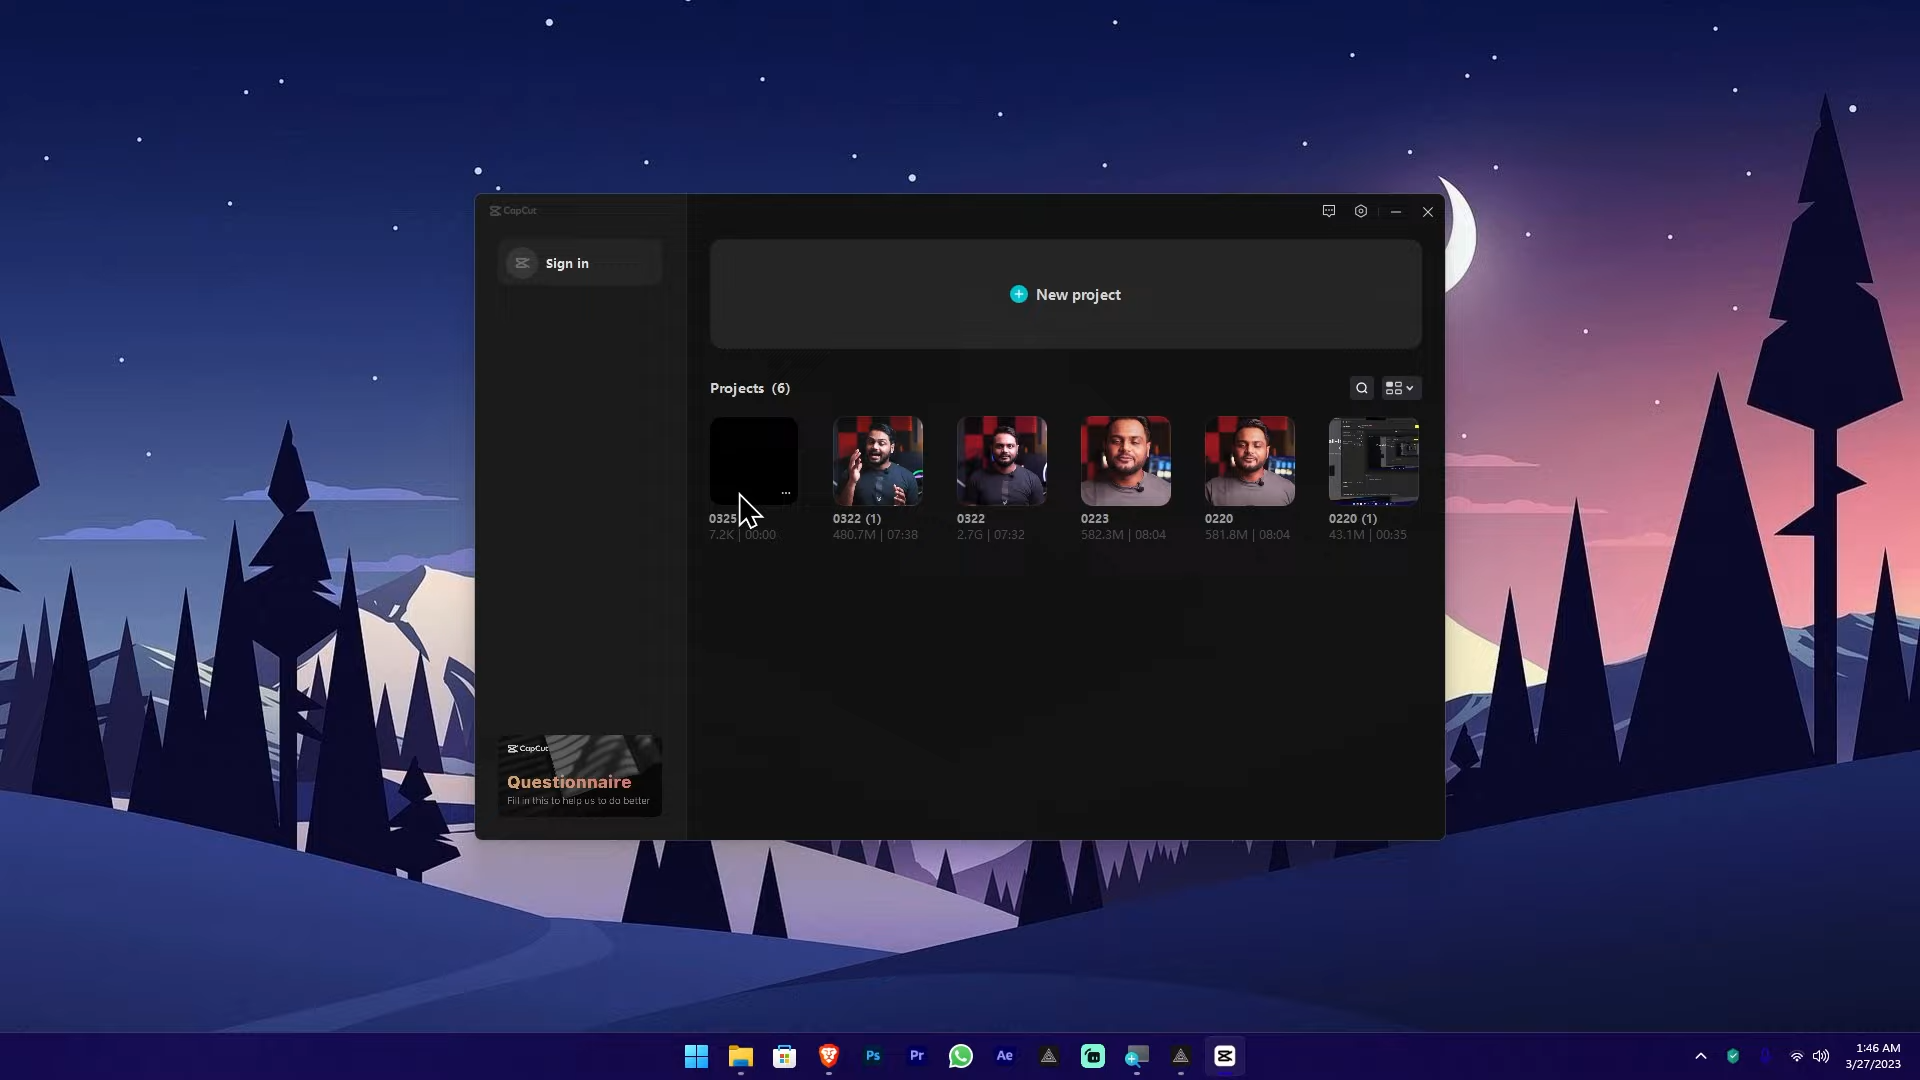 CapCut
Sign in
New project
Projects (6)
0325
7.2K | 00:00
0322 (1)
480.7M | 07:38
0322
2.7G | 07:32
0223
582.3M | 08:04
0220
581.8M | 08:04
0220 (1)
43.1M | 00:35
CapCut
Questionnaire
Fill in this to help us to do better
Ps
Pr
Ae
1:46 AM
3/27/2023